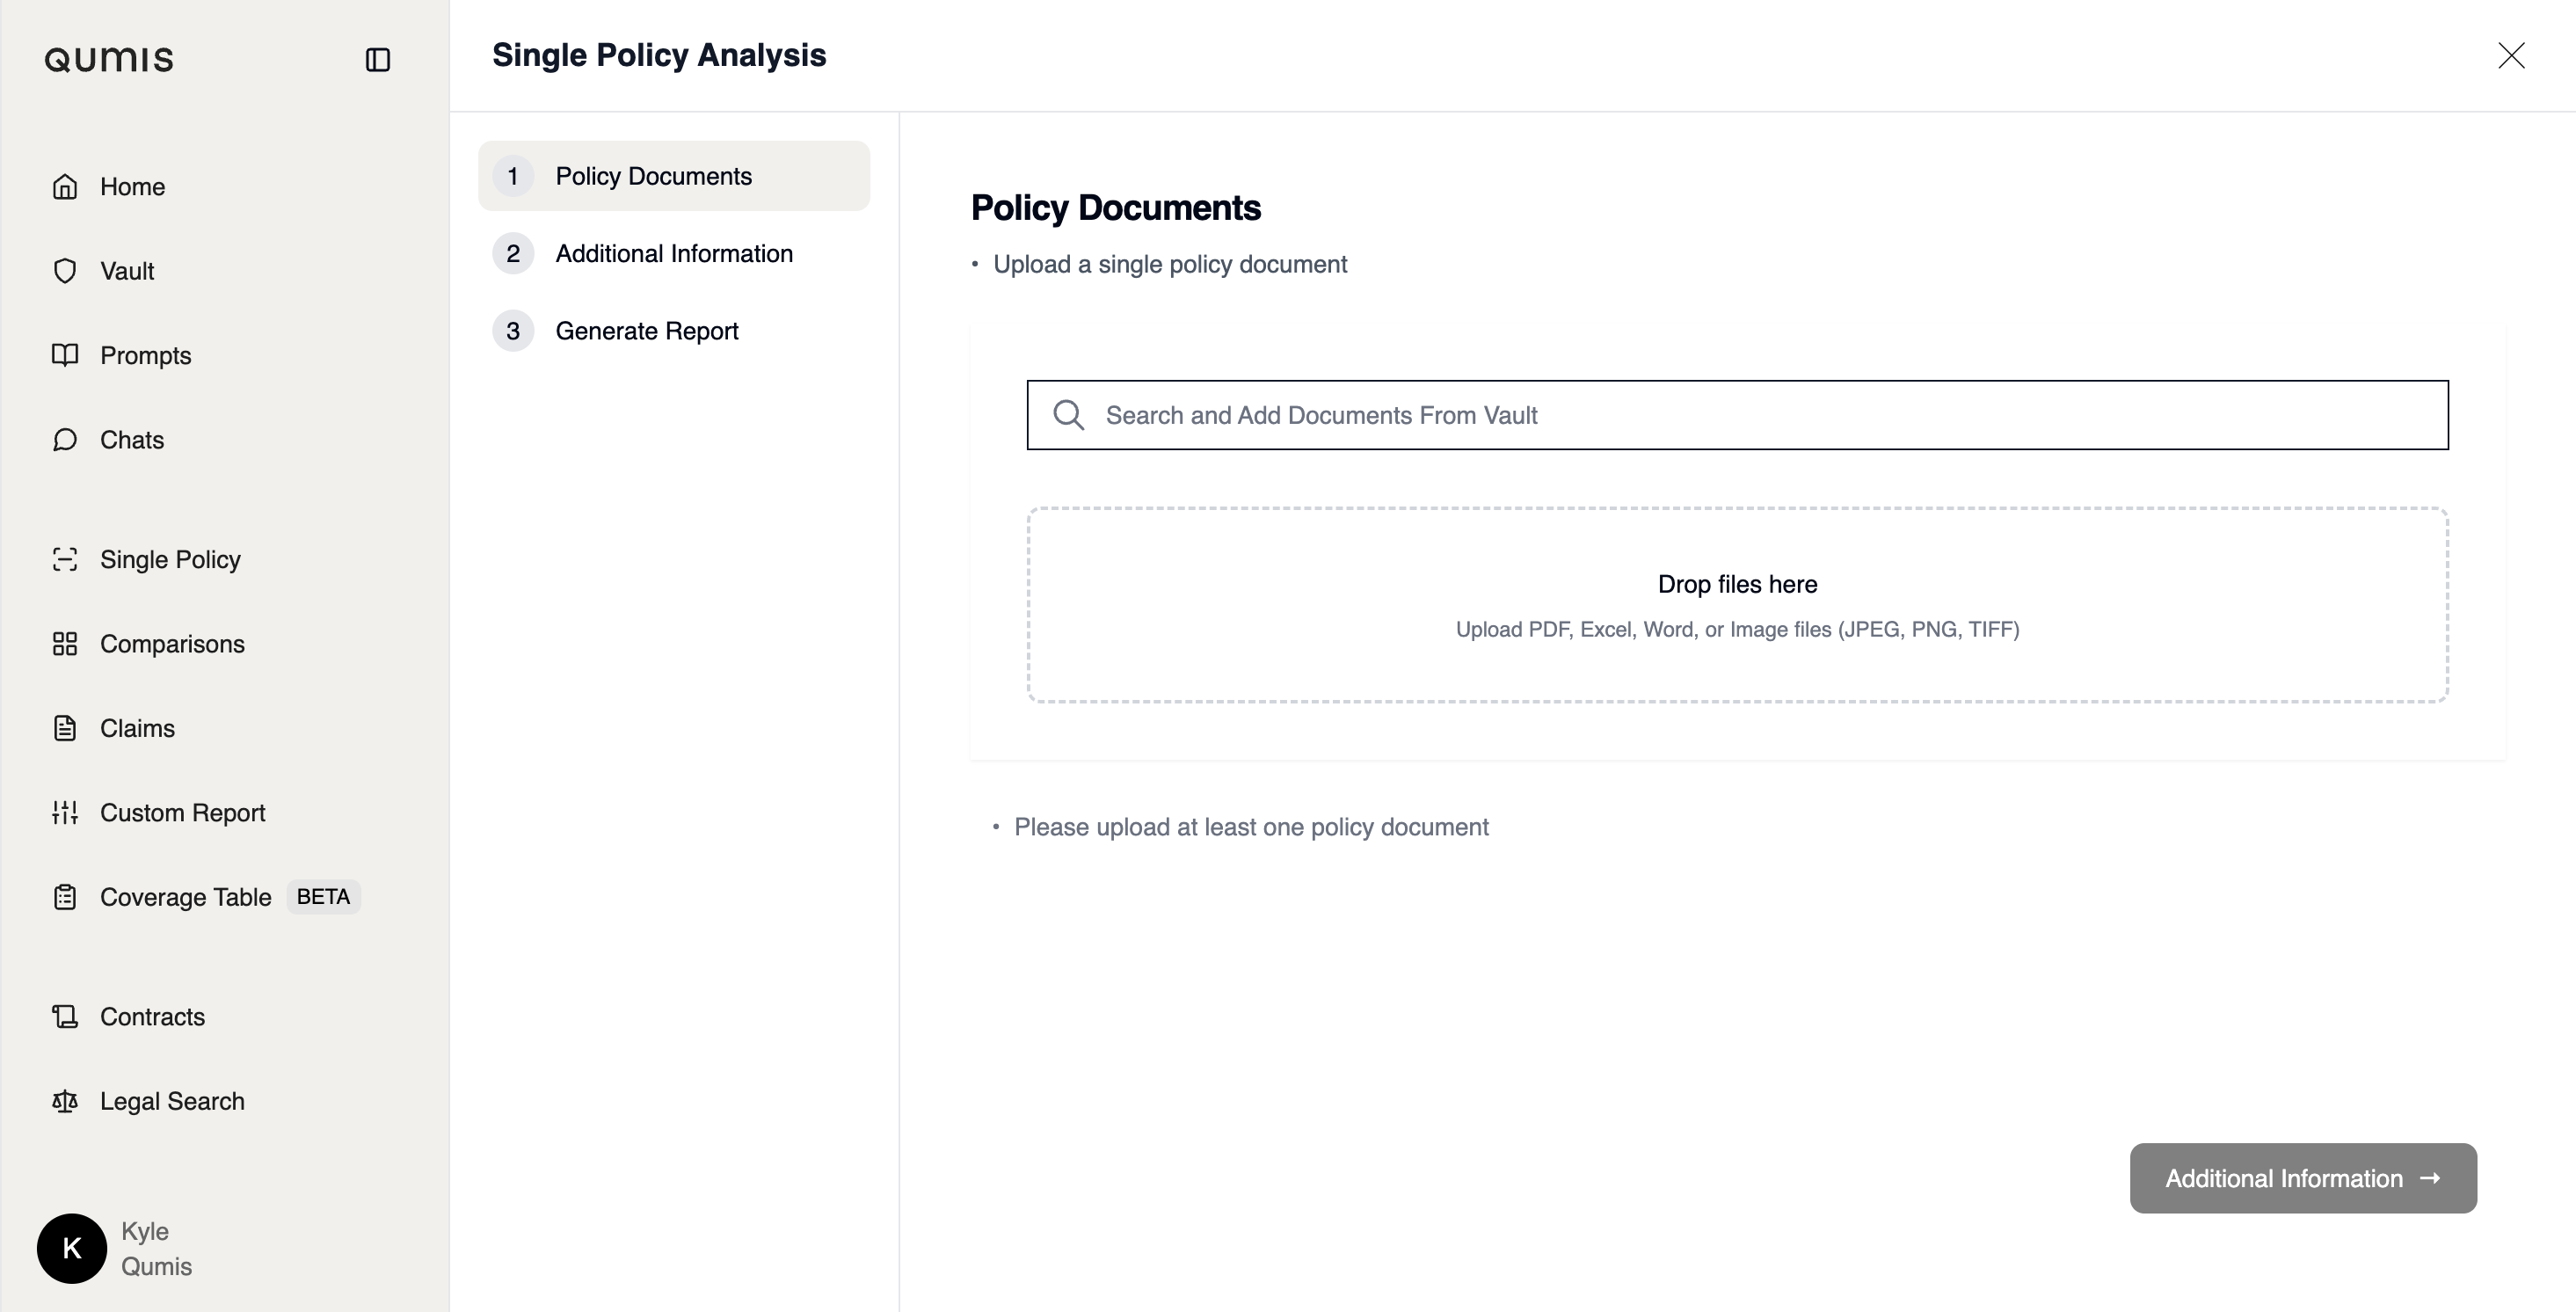 Qumis
Home
Vault
Prompts
Chats
Single Policy
Comparisons
Claims
Custom Report
Coverage Table BETA
Contracts
Legal Search
K
Kyle
Qumis
Single Policy Analysis
1 Policy Documents
2 Additional Information
3 Generate Report
Policy Documents
• Upload a single policy document
Search and Add Documents From Vault
Drop files here
Upload PDF, Excel, Word, or Image files (JPEG, PNG, TIFF)
• Please upload at least one policy document
Additional Information →